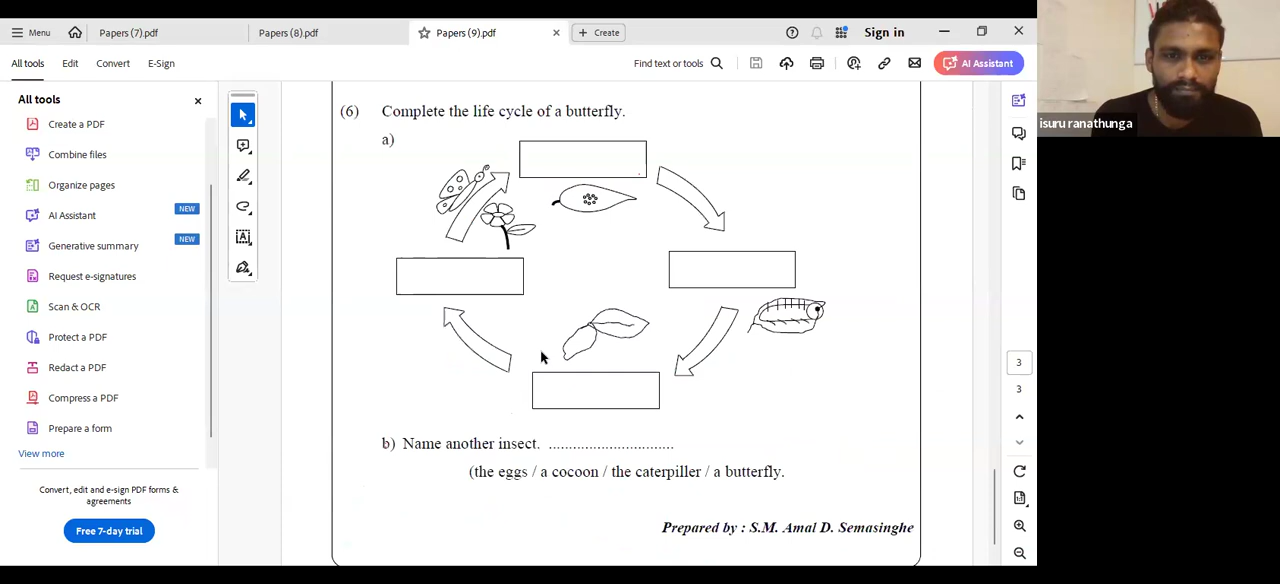 Menu
Papers (7).pdf
Papers (8).pdf
Papers (9).pdf
Create
Sign in
All tools
Edit
Convert
E-Sign
Find text or tools
AI Assistant
All tools
Create a PDF
Combine files
Organize pages
AI Assistant
NEW
Generative summary
NEW
Request e-signatures
Scan & OCR
Protect a PDF
Redact a PDF
Compress a PDF
Prepare a form
View more
Convert, edit and e-sign PDF forms &
agreements
Free 7-day trial
(6) Complete the life cycle of a butterfly.
a)
b) Name another insect. ...............................
(the eggs / a cocoon / the caterpiller / a butterfly.
Prepared by : S.M. Amal D. Semasinghe
3
3
isuru ranathunga